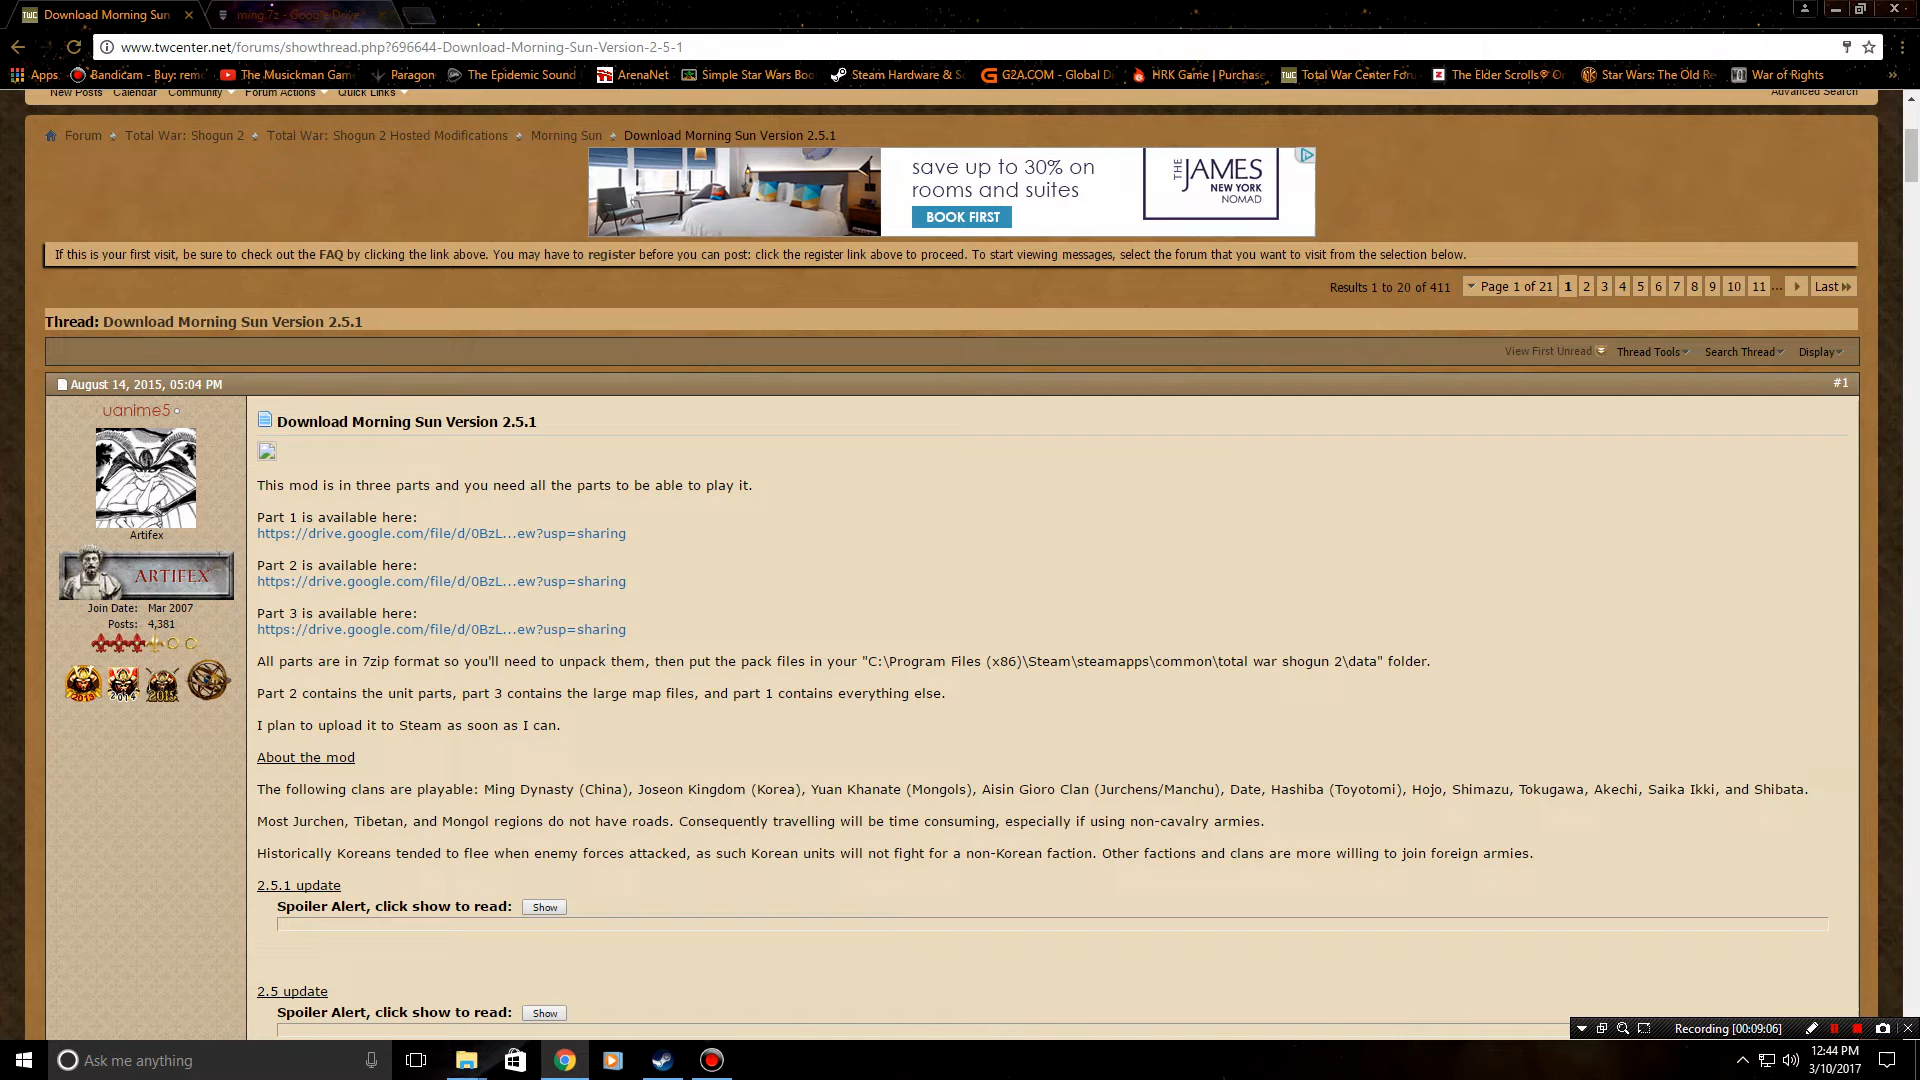 Download Morning Sun
ming.7z - Google Drive
www.twcenter.net/forums/showthread.php?696644-Download-Morning-Sun-Version-2-5-1
Apps Bandicam - Buy: rem The Musickman Gam Paragon The Epidemic Sound ArenaNet Simple Star Wars Boo Steam Hardware & S G2A.COM - Global D HRK Game | Purchas Total War Center Foru The Elder Scrolls® Or Star Wars: The Old Re War of Rights »
New Posts Calendar Community Forum Actions Quick Links Advanced Search
Forum Total War: Shogun 2 Total War: Shogun 2 Hosted Modifications Morning Sun Download Morning Sun Version 2.5.1
save up to 30% on
rooms and suites
BOOK FIRST
THE JAMES
NEW YORK
NOMAD
If this is your first visit, be sure to check out the FAQ by clicking the link above. You may have to register before you can post: click the register link above to proceed. To start viewing messages, select the forum that you want to visit from the selection below.
Results 1 to 20 of 411 Page 1 of 21 1 2 3 4 5 6 7 8 9 10 11 ... Last
Thread: Download Morning Sun Version 2.5.1
View First Unread Thread Tools Search Thread Display
August 14, 2015, 05:04 PM #1
uanime5
Artifex
ARTIFEX
Join Date: Mar 2007
Posts: 4,381
2013 2014 2015
Download Morning Sun Version 2.5.1
This mod is in three parts and you need all the parts to be able to play it.
Part 1 is available here:
https://drive.google.com/file/d/0BzL...ew?usp=sharing
Part 2 is available here:
https://drive.google.com/file/d/0BzL...ew?usp=sharing
Part 3 is available here:
https://drive.google.com/file/d/0BzL...ew?usp=sharing
All parts are in 7zip format so you'll need to unpack them, then put the pack files in your "C:\Program Files (x86)\Steam\steamapps\common\total war shogun 2\data" folder.
Part 2 contains the unit parts, part 3 contains the large map files, and part 1 contains everything else.
I plan to upload it to Steam as soon as I can.
About the mod
The following clans are playable: Ming Dynasty (China), Joseon Kingdom (Korea), Yuan Khanate (Mongols), Aisin Gioro Clan (Jurchens/Manchu), Date, Hashiba (Toyotomi), Hojo, Shimazu, Tokugawa, Akechi, Saika Ikki, and Shibata.
Most Jurchen, Tibetan, and Mongol regions do not have roads. Consequently travelling will be time consuming, especially if using non-cavalry armies.
Historically Koreans tended to flee when enemy forces attacked, as such Korean units will not fight for a non-Korean faction. Other factions and clans are more willing to join foreign armies.
2.5.1 update
Spoiler Alert, click show to read: Show
2.5 update
Spoiler Alert, click show to read: Show
Recording [00:09:06]
Ask me anything
12:44 PM
3/10/2017